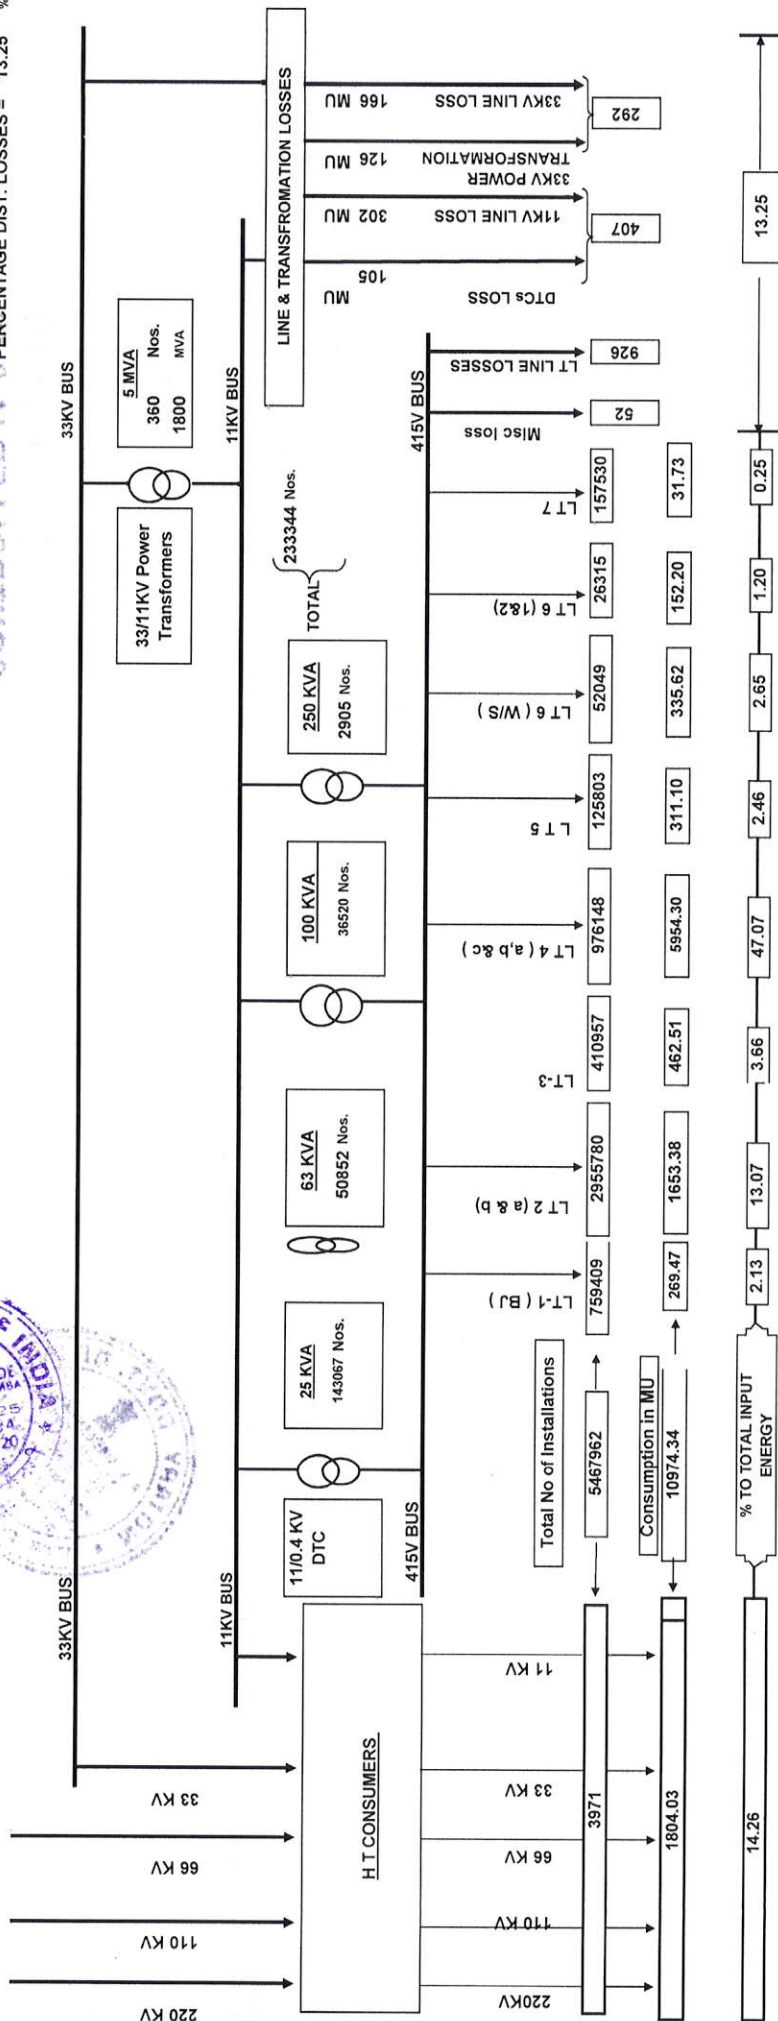 PERCENTAGE DIST. LOSSES = 13.25 %
33KV BUS
33KV BUS
5 MVA
360 Nos.
1800 MVA
33/11KV Power
Transformers
11KV BUS
11KV BUS
LINE & TRANSFROMATION LOSSES
166 MU
33KV LINE LOSS
126 MU
33KV POWER
TRANSFORMATION
302 MU
11KV LINE LOSS
105
MU
DTCs LOSS
292
407
220 KV
110 KV
66 KV
33 KV
H T CONSUMERS
11/0.4 KV
DTC
25 KVA
143067 Nos.
63 KVA
50852 Nos.
100 KVA
36520 Nos.
250 KVA
2905 Nos.
TOTAL
233344 Nos.
415V BUS
415V BUS
220KV
110 KV
66 KV
33 KV
11 KV
LT-1 ( BJ )
LT 2 (a & b)
LT-3
LT 4 ( a,b &c )
LT 5
LT 6 ( W/S )
LT 6 (1&2)
LT 7
Misc loss
LT LINE LOSSES
Total No of Installations
3971
5467962
759409
2955780
410957
976148
125803
52049
26315
157530
52
926
Consumption in MU
1804.03
10974.34
269.47
1653.38
462.51
5954.30
311.10
335.62
152.20
31.73
14.26
% TO TOTAL INPUT
ENERGY
2.13
13.07
3.66
47.07
2.46
2.65
1.20
0.25
13.25
INDIA